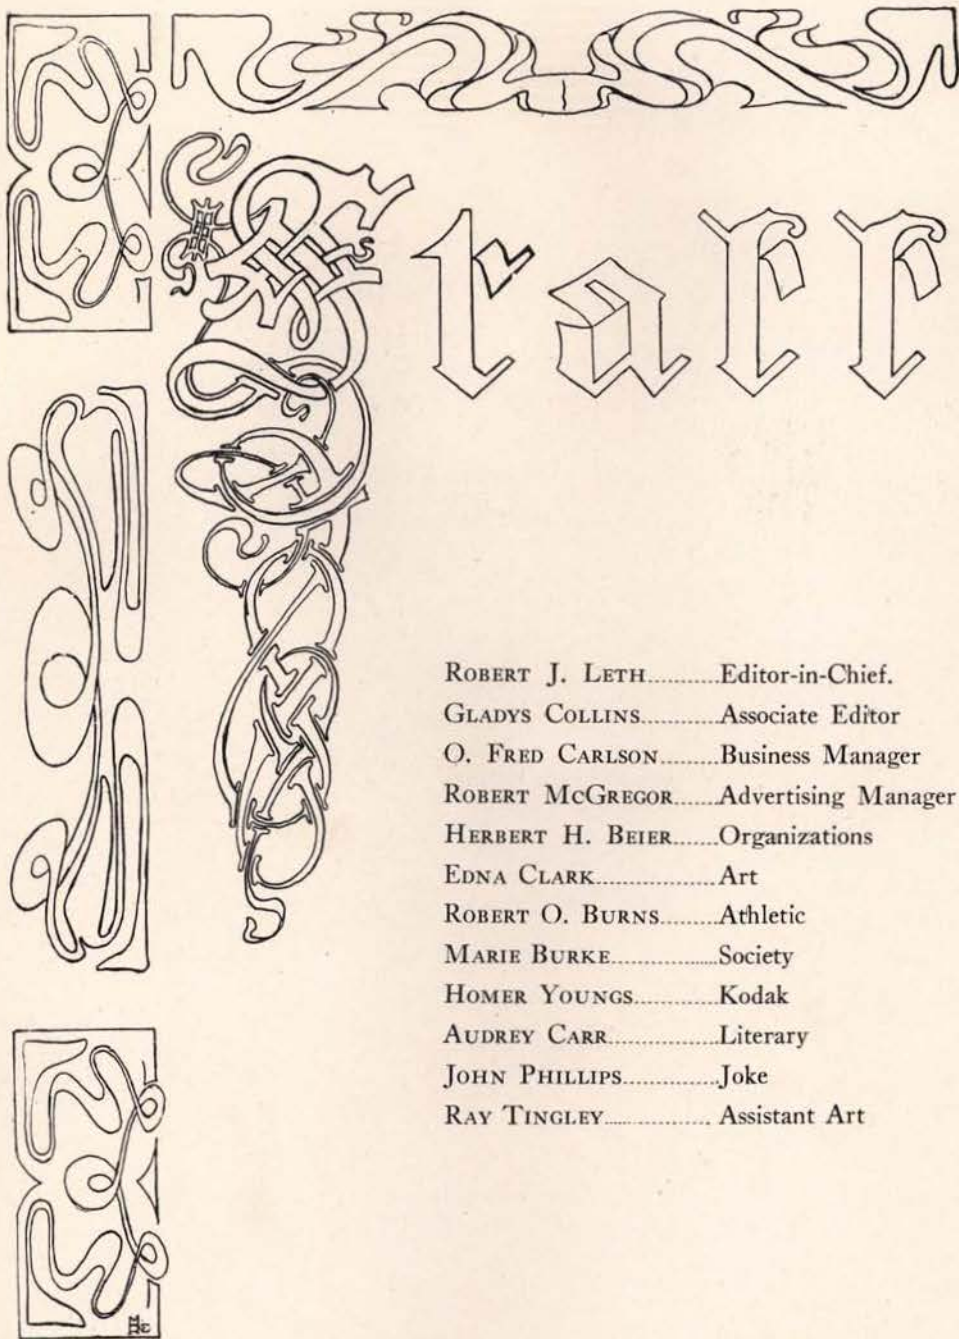 Staff
ROBERT J. LETH...........Editor-in-Chief.
GLADYS COLLINS............Associate Editor
O. FRED CARLSON.........Business Manager
ROBERT MCGREGOR.......Advertising Manager
HERBERT H. BEIER.......Organizations
EDNA CLARK...................Art
ROBERT O. BURNS.........Athletic
MARIE BURKE................Society
HOMER YOUNGS.............Kodak
AUDREY CARR................Literary
JOHN PHILLIPS..............Joke
RAY TINGLEY................Assistant Art